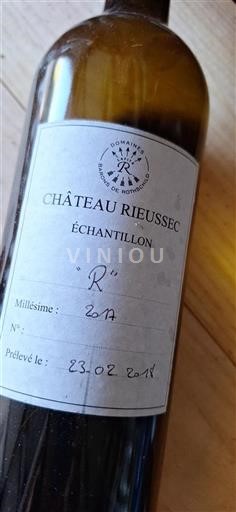 DOMAINES
R
BARONS DE ROTHSCHILD
CHÂTEAU RIEUSSEC
ÉCHANTILLON
VINIOU
"R"
Millésime : 2017
N° :
Prélevé le : 23-02 2018